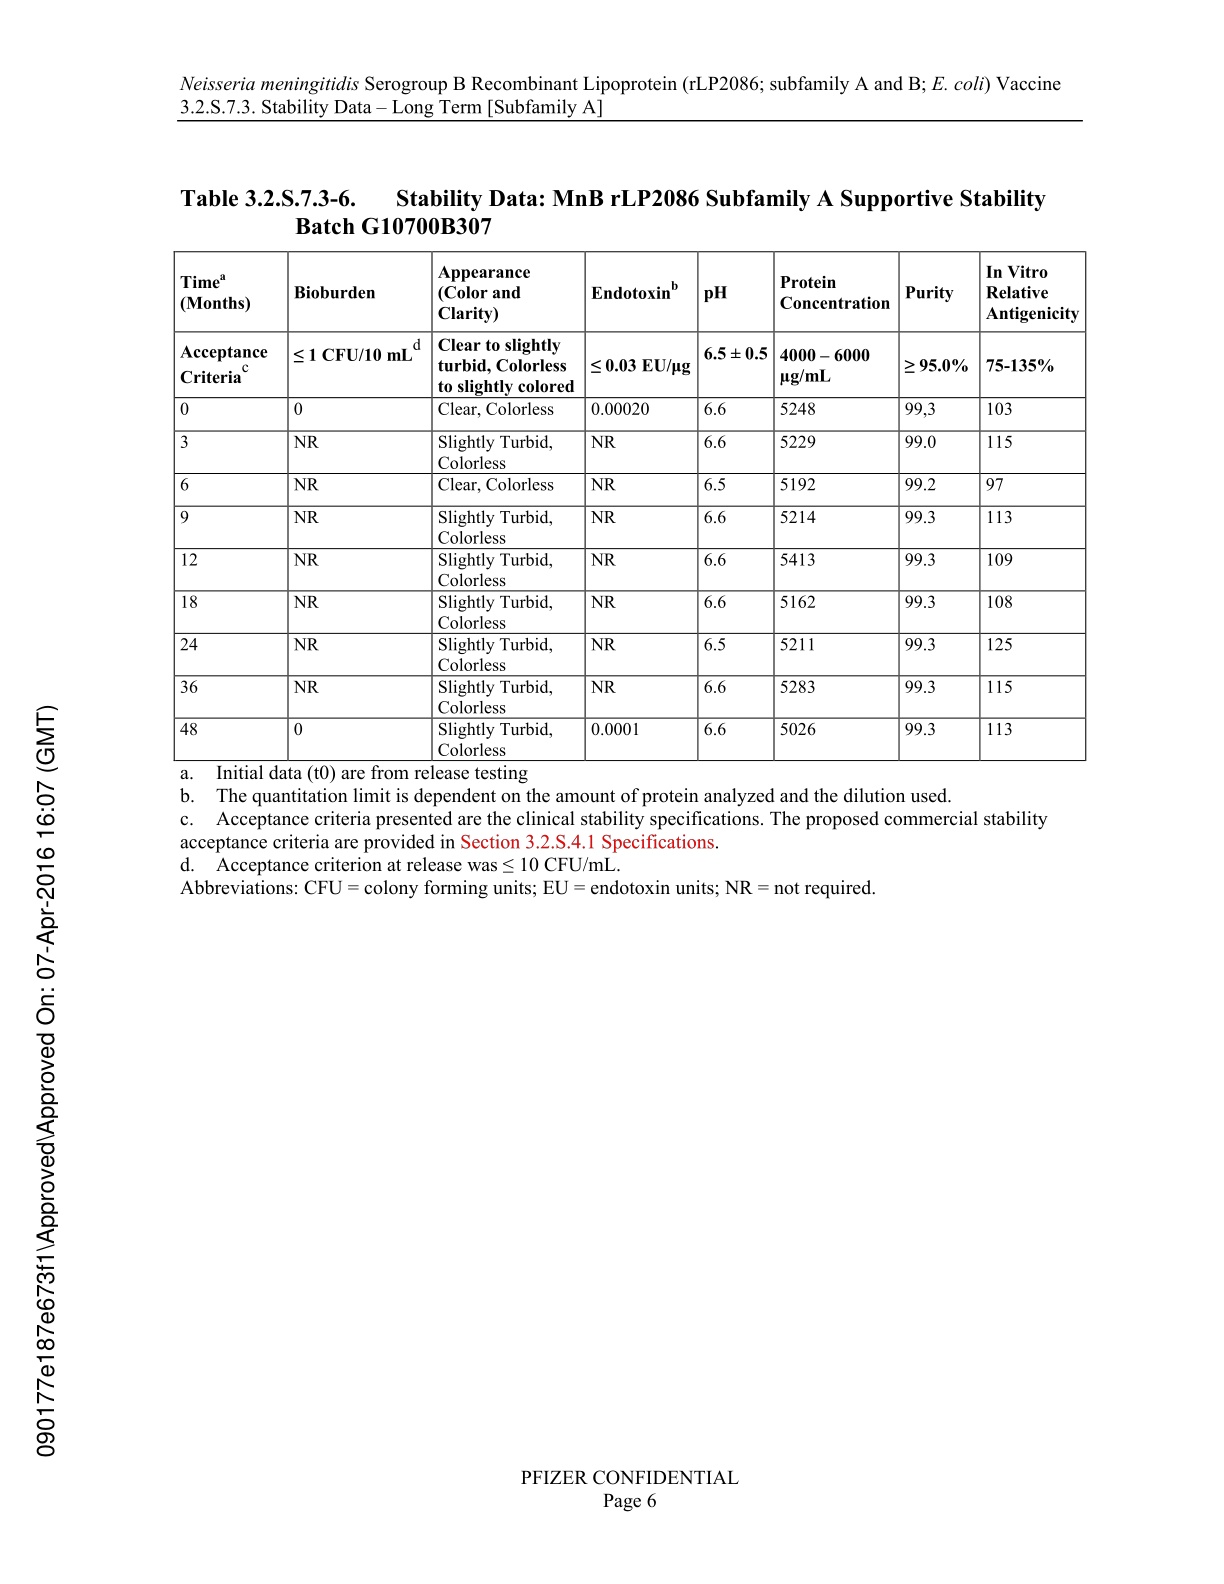 Neisseria meningitidis Serogroup B Recombinant Lipoprotein (rLP2086; subfamily A and B; E. coli) Vaccine
3.2.S.7.3. Stability Data – Long Term [Subfamily A]
Table 3.2.S.7.3-6. Stability Data: MnB rLP2086 Subfamily A Supportive Stability
Batch G10700B307
Timeᵃ (Months) Bioburden Appearance (Color and Clarity) Endotoxinᵇ pH Protein Concentration Purity In Vitro Relative Antigenicity
Acceptance Criteriaᶜ ≤ 1 CFU/10 mLᵈ Clear to slightly turbid, Colorless to slightly colored ≤ 0.03 EU/µg 6.5 ± 0.5 4000 – 6000 µg/mL ≥ 95.0% 75-135%
0 0 Clear, Colorless 0.00020 6.6 5248 99,3 103
3 NR Slightly Turbid, Colorless NR 6.6 5229 99.0 115
6 NR Clear, Colorless NR 6.5 5192 99.2 97
9 NR Slightly Turbid, Colorless NR 6.6 5214 99.3 113
12 NR Slightly Turbid, Colorless NR 6.6 5413 99.3 109
18 NR Slightly Turbid, Colorless NR 6.6 5162 99.3 108
24 NR Slightly Turbid, Colorless NR 6.5 5211 99.3 125
36 NR Slightly Turbid, Colorless NR 6.6 5283 99.3 115
48 0 Slightly Turbid, Colorless 0.0001 6.6 5026 99.3 113
a. Initial data (t0) are from release testing
b. The quantitation limit is dependent on the amount of protein analyzed and the dilution used.
c. Acceptance criteria presented are the clinical stability specifications. The proposed commercial stability
acceptance criteria are provided in Section 3.2.S.4.1 Specifications.
d. Acceptance criterion at release was ≤ 10 CFU/mL.
Abbreviations: CFU = colony forming units; EU = endotoxin units; NR = not required.
090177e187e673f1\Approved\Approved On: 07-Apr-2016 16:07 (GMT)
PFIZER CONFIDENTIAL
Page 6